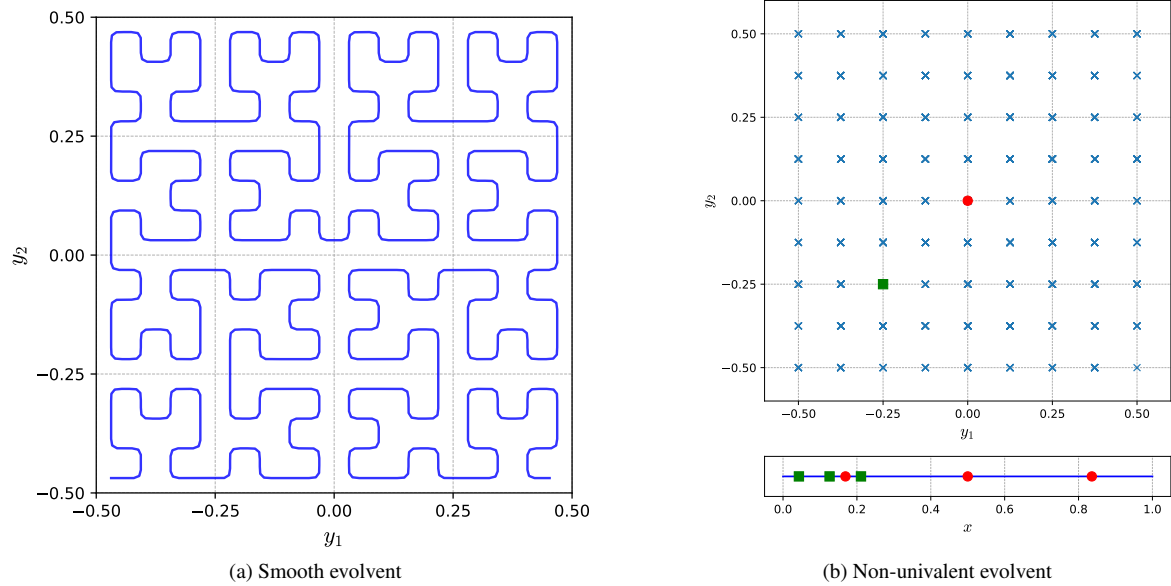 0.50
0.25
0.00
−0.25
−0.50
y₂
−0.50 −0.25 0.00 0.25 0.50
y₁
(a) Smooth evolvent
0.50
0.25
0.00
−0.25
−0.50
y₂
−0.50 −0.25 0.00 0.25 0.50
y₁
0.0 0.2 0.4 0.6 0.8 1.0
x
(b) Non-univalent evolvent